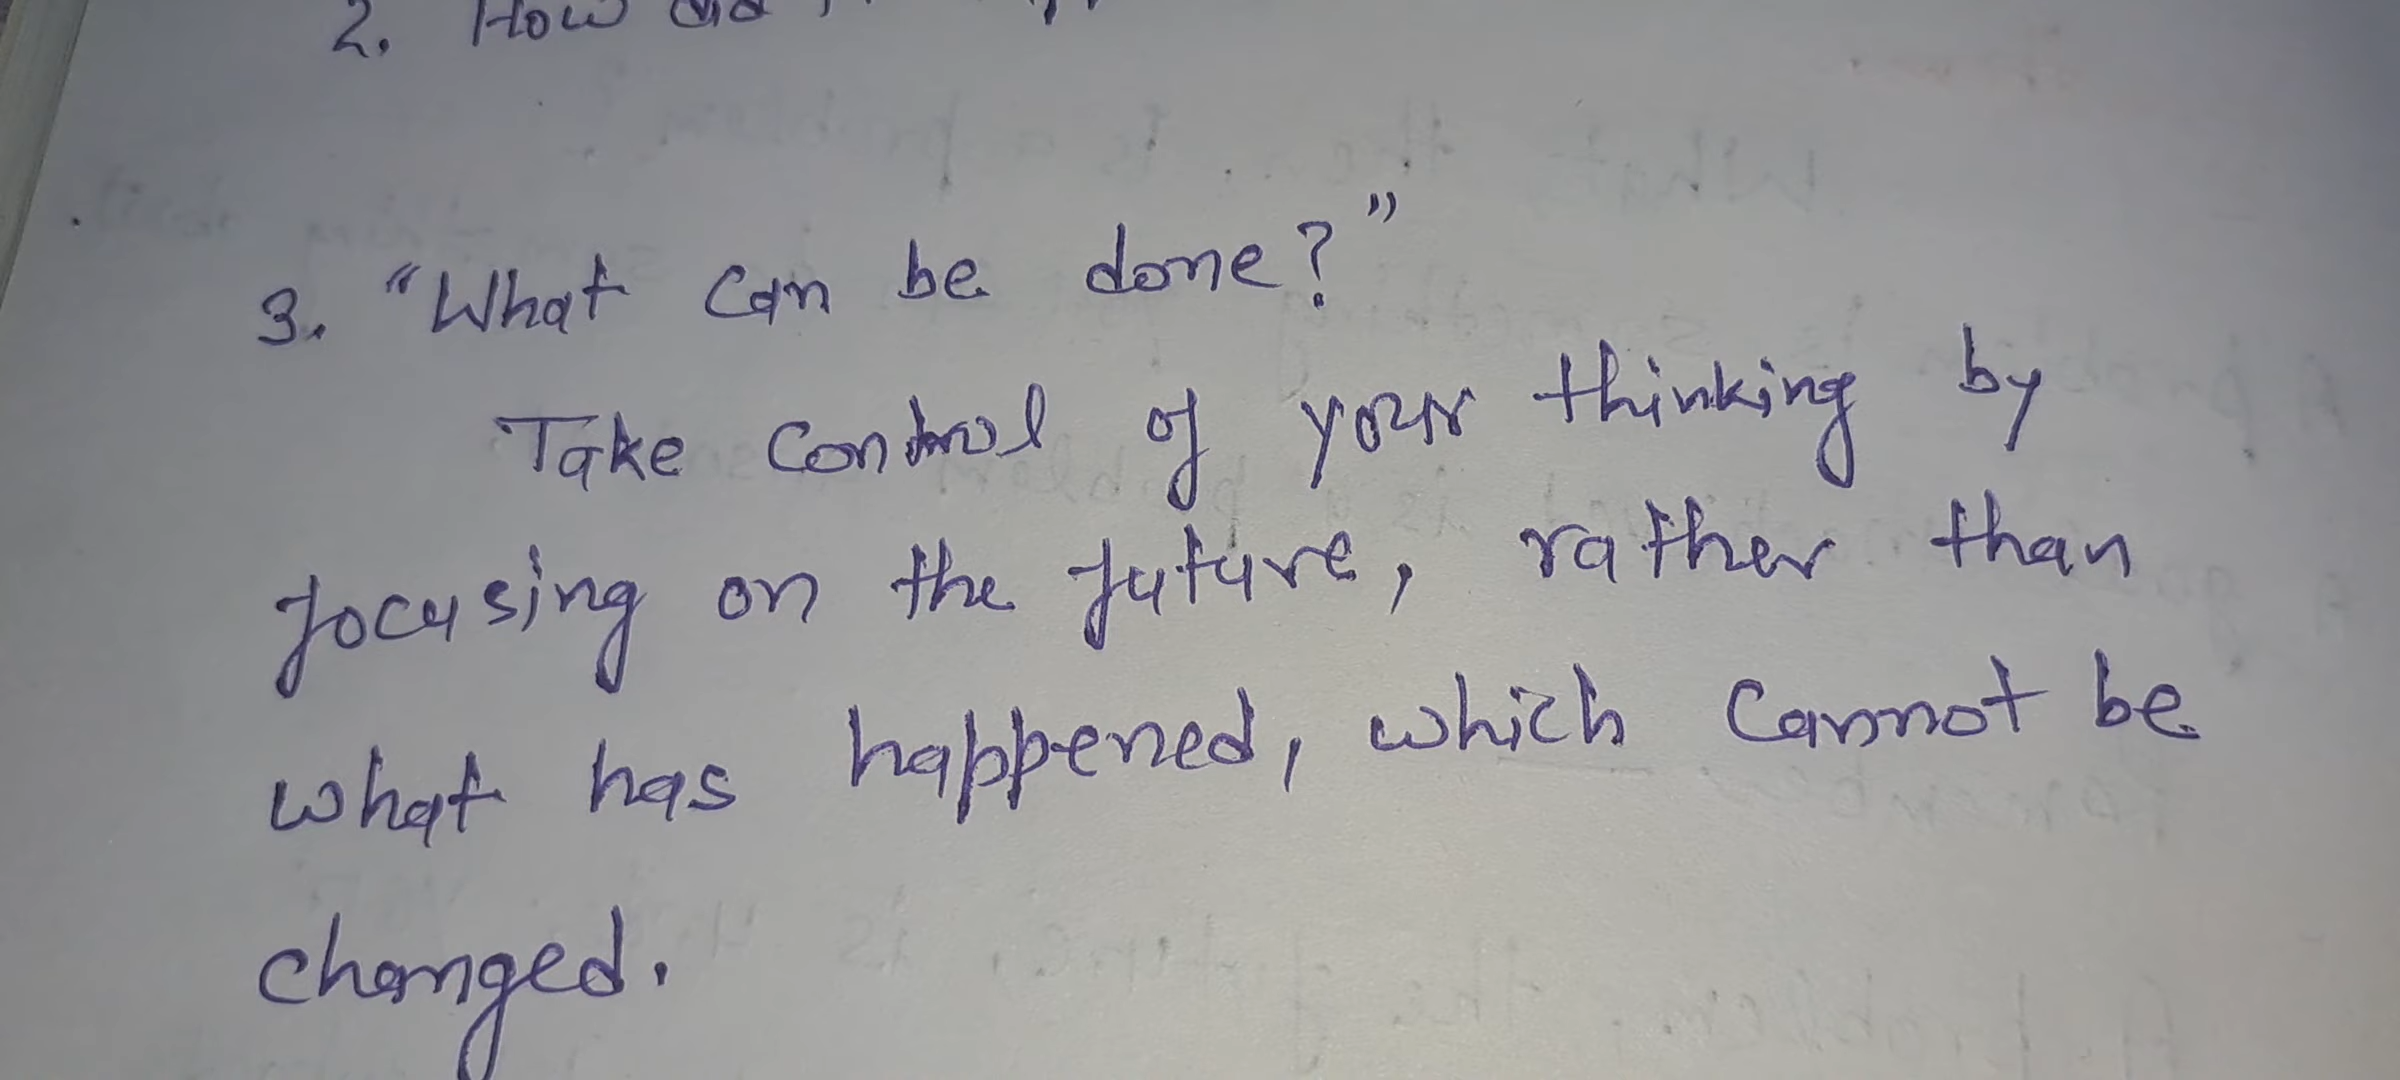 2. How did
3. "What can be done?"
Take control of your thinking by
focusing on the future, rather than
what has happened, which cannot be
changed.